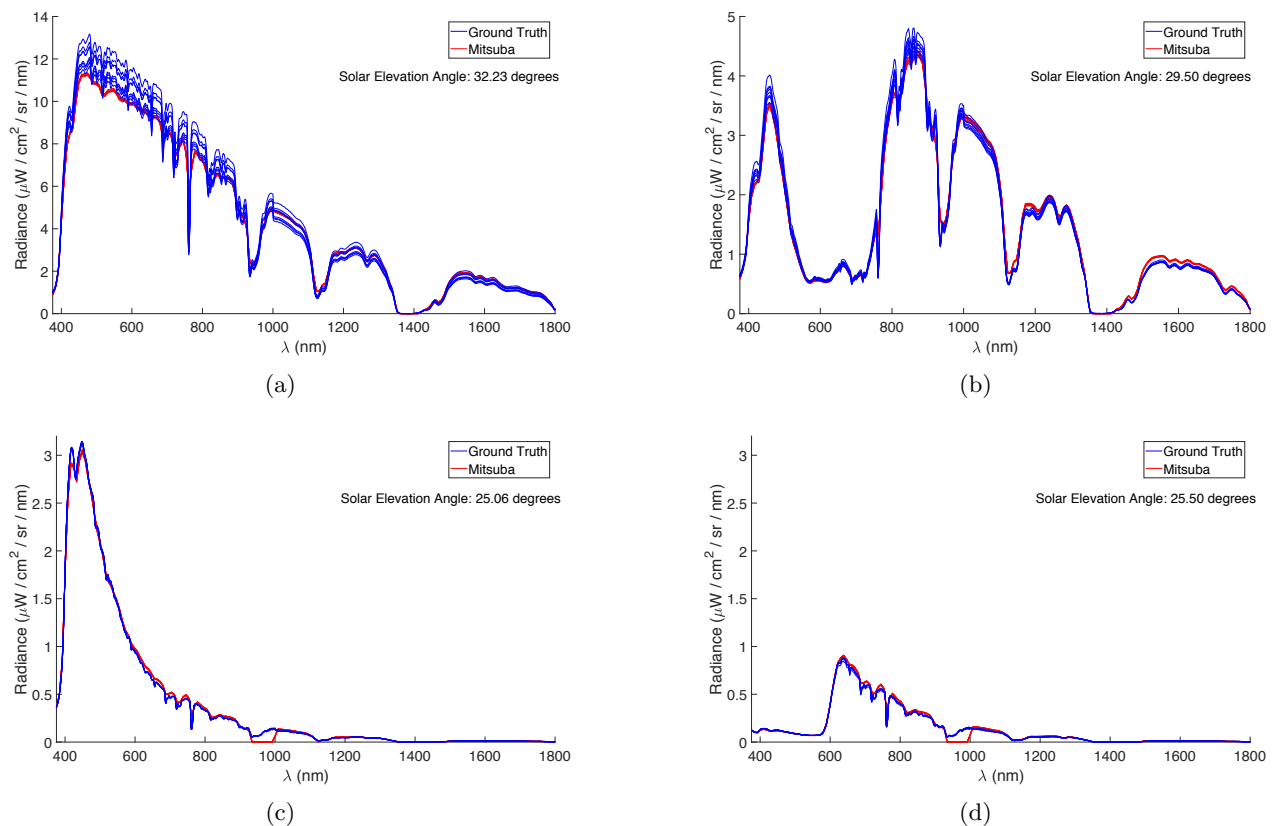 14
12
10
8
6
4
2
0
Radiance (μW / cm² / sr / nm)
400 600 800 1000 1200 1400 1600 1800
λ (nm)
Ground Truth
Mitsuba
Solar Elevation Angle: 32.23 degrees
(a)
5
4
3
2
1
0
Radiance (μW / cm² / sr / nm)
400 600 800 1000 1200 1400 1600 1800
λ (nm)
Ground Truth
Mitsuba
Solar Elevation Angle: 29.50 degrees
(b)
3
2.5
2
1.5
1
0.5
0
Radiance (μW / cm² / sr / nm)
400 600 800 1000 1200 1400 1600 1800
λ (nm)
Ground Truth
Mitsuba
Solar Elevation Angle: 25.06 degrees
(c)
3
2.5
2
1.5
1
0.5
0
Radiance (μW / cm² / sr / nm)
400 600 800 1000 1200 1400 1600 1800
λ (nm)
Ground Truth
Mitsuba
Solar Elevation Angle: 25.50 degrees
(d)